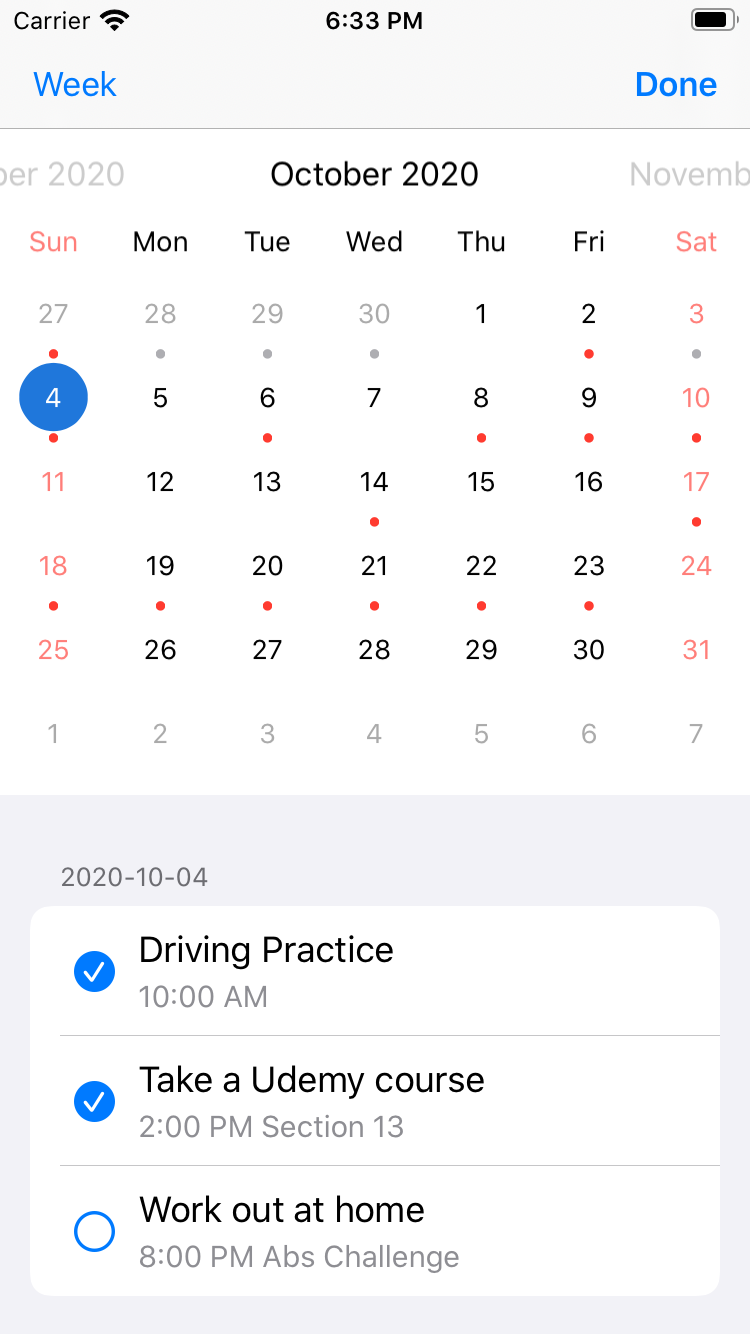 Carrier 6:33 PM
Week Done
ber 2020 October 2020 Novemb
Sun Mon Tue Wed Thu Fri Sat
27 28 29 30 1 2 3
4 5 6 7 8 9 10
11 12 13 14 15 16 17
18 19 20 21 22 23 24
25 26 27 28 29 30 31
1 2 3 4 5 6 7
2020-10-04
Driving Practice
10:00 AM
Take a Udemy course
2:00 PM Section 13
Work out at home
8:00 PM Abs Challenge